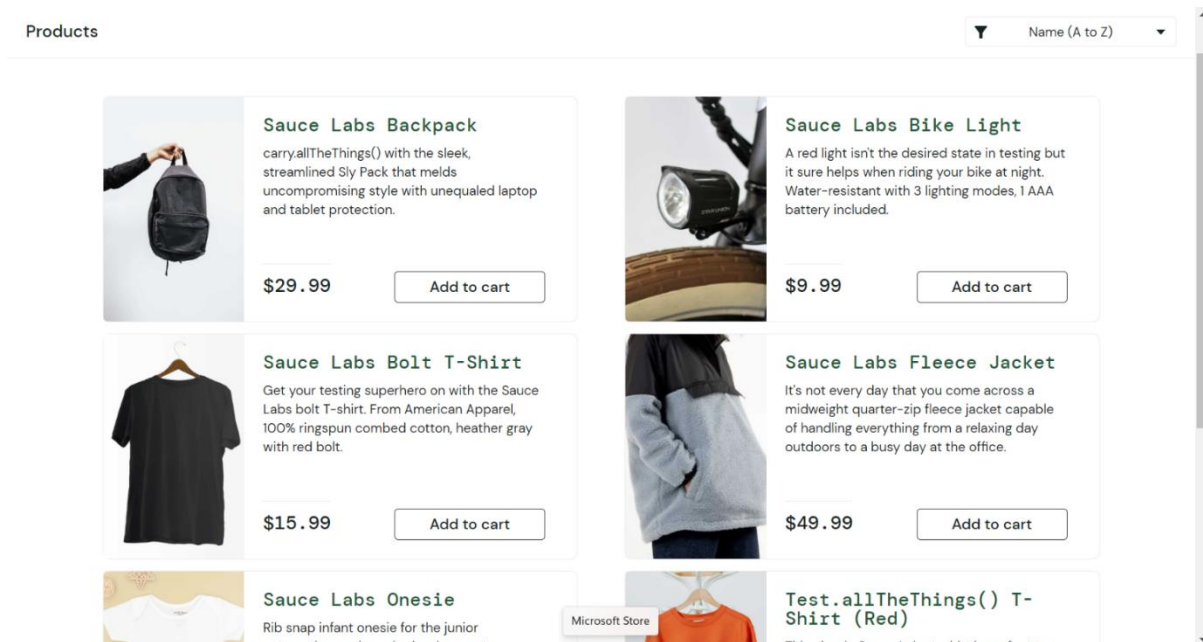 Products
Name (A to Z)
Sauce Labs Backpack
carry.allTheThings() with the sleek,
streamlined Sly Pack that melds
uncompromising style with unequaled laptop
and tablet protection.
$29.99
Add to cart
Sauce Labs Bike Light
A red light isn't the desired state in testing but
it sure helps when riding your bike at night.
Water-resistant with 3 lighting modes, 1 AAA
battery included.
$9.99
Add to cart
Sauce Labs Bolt T-Shirt
Get your testing superhero on with the Sauce
Labs bolt T-shirt. From American Apparel,
100% ringspun combed cotton, heather gray
with red bolt.
$15.99
Add to cart
Sauce Labs Fleece Jacket
It's not every day that you come across a
midweight quarter-zip fleece jacket capable
of handling everything from a relaxing day
outdoors to a busy day at the office.
$49.99
Add to cart
Sauce Labs Onesie
Rib snap infant onesie for the junior
Microsoft Store
Test.allTheThings() T-
Shirt (Red)